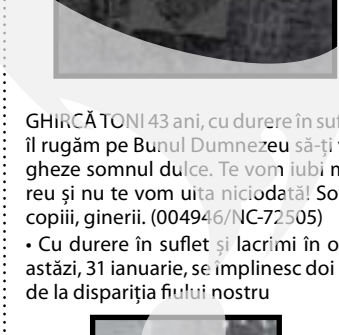 GHIRCĂ TONI 43 ani, cu durere în
îl rugăm pe Bunul Dumnezeu să-ți
gheze somnul dulce. Te vom iubi
reu și nu te vom uita niciodată!
copiii, ginerii. (004946/NC-72505)
• Cu durere în suflet și lacrimi în
astăzi, 31 ianuarie, se împlinesc doi
de la dispariția fiului nostru